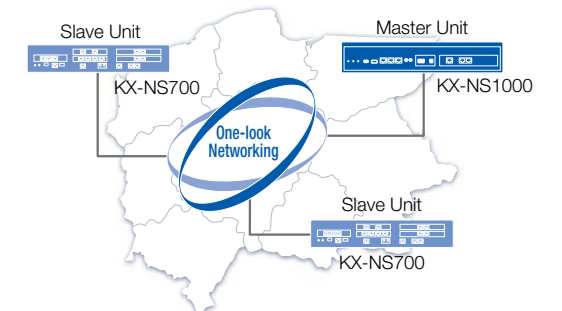 Slave Unit
Master Unit
KX-NS700
KX-NS1000
One-look
Networking
Slave Unit
KX-NS700